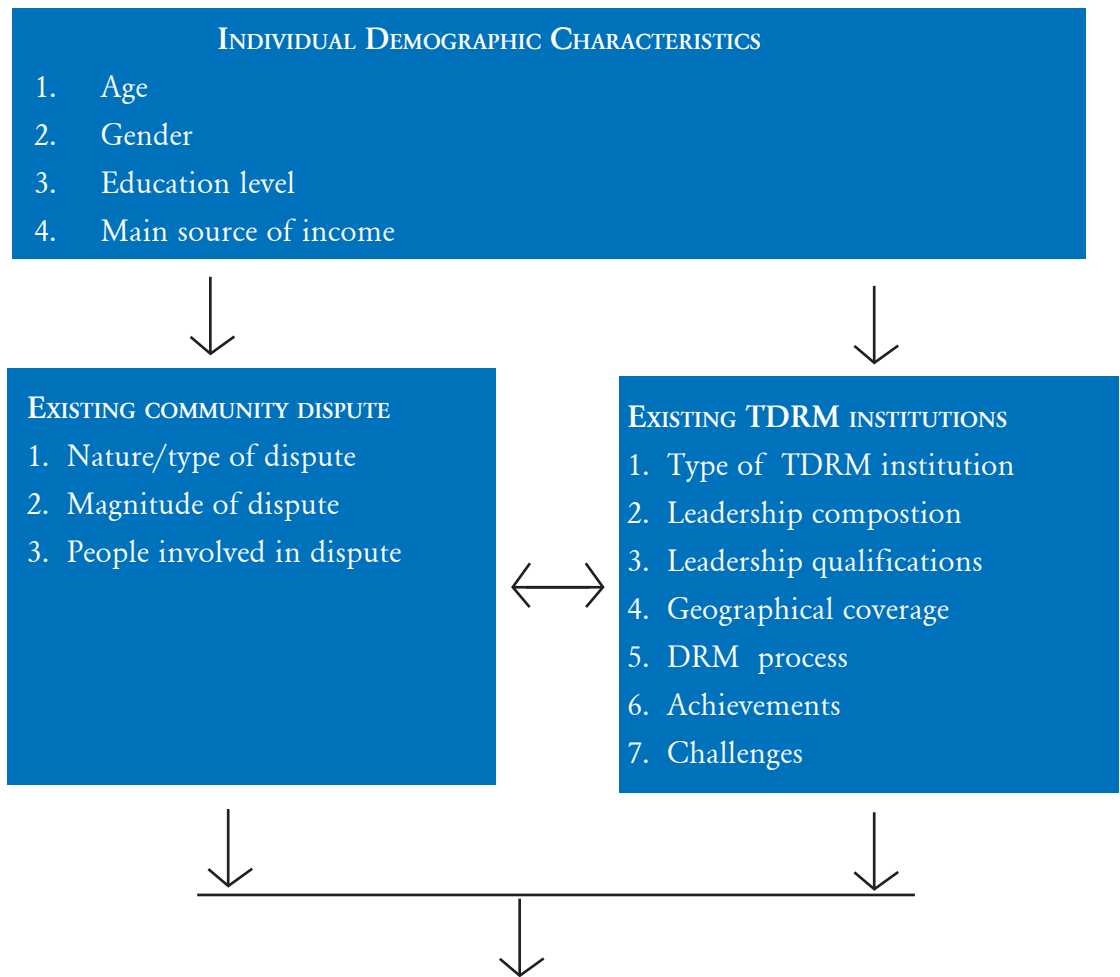 Individual Demographic Characteristics
1. Age
2. Gender
3. Education level
4. Main source of income
Existing community dispute
1. Nature/type of dispute
2. Magnitude of dispute
3. People involved in dispute
Existing TDRM institutions
1. Type of TDRM institution
2. Leadership compostion
3. Leadership qualifications
4. Geographical coverage
5. DRM process
6. Achievements
7. Challenges